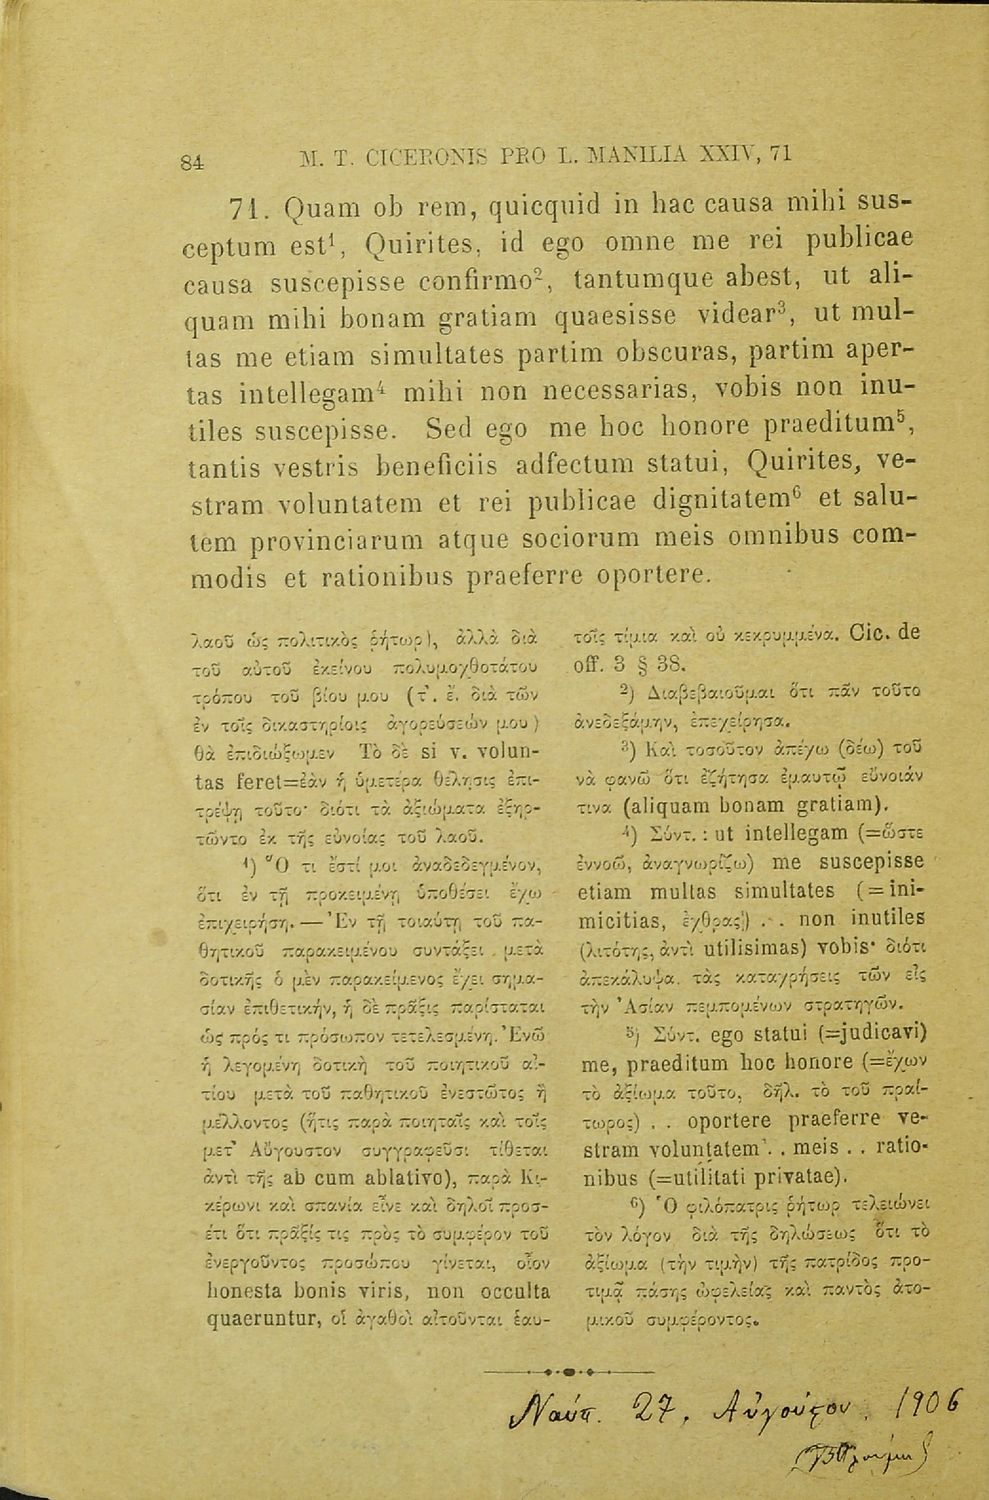 84 M. T. CICERONIS PRO L. MANILIA XXIV, 71
71. Quam ob rem, quicquid in hac causa mihi sus-
ceptum est¹, Quirites, id ego omne me rei publicae
causa suscepisse confirmo², tantumque abest, ut ali-
quam mihi bonam gratiam quaesisse videar³, ut mul-
tas me etiam simultates partim obscuras, partim aper-
tas intellegam⁴ mihi non necessarias, vobis non inu-
tiles suscepisse. Sed ego me hoc honore praeditum⁵,
tantis vestris beneficiis adfectum statui, Quirites, ve-
stram voluntatem et rei publicae dignitatem⁶ et salu-
tem provinciarum atque sociorum meis omnibus com-
modis et rationibus praeferre oportere.
λαοῦ ὡς πολιτικὸς ῥήτωρ), ἀλλὰ διὰ
τοῦ αὐτοῦ ἐκείνου πολυμοχθοτάτου
τρόπου τοῦ βίου μου (τ. ἔ. διὰ τῶν
ἐν τοῖς δικαστηρίοις ἀγορεύσεών μου)
θὰ ἐπιδιώξωμεν Τὸ δὲ si v. volun-
tas feret=ἐὰν ἡ ὑμετέρα θέλησις ἐπι-
τρέψῃ τοῦτο· διότι τὰ ἀξιώματα ἐξηρ-
τῶντο ἐκ τῆς εὐνοίας τοῦ λαοῦ.
¹) Ὅ τι ἐστί μοι ἀναδεδεγμένον,
ὅτι ἐν τῇ προκειμένῃ ὑποθέσει ἔχω
ἐπιχειρήσῃ. — Ἐν τῇ τοιαύτῃ τοῦ πα-
θητικοῦ παρακειμένου συντάξει μετὰ
δοτικῆς ὁ μὲν παρακείμενος ἔχει σημα-
σίαν ἐπιθετικήν, ἡ δὲ πρᾶξις παρίσταται
ὡς πρός τι πρόσωπον τετελεσμένη. Ἐνῶ
ἡ λεγομένη δοτικὴ τοῦ ποιητικοῦ αἰ-
τίου μετὰ τοῦ παθητικοῦ ἐνεστῶτος ἢ
μέλλοντος (ἥτις παρὰ ποιηταῖς καὶ τοῖς
μετ' Αὔγουστον συγγραφεῦσι τίθεται
ἀντὶ τῆς ab cum ablativo), παρὰ Κι-
κέρωνι καὶ σπανία εἶνε καὶ δηλοῖ προσ-
έτι ὅτι πρᾶξίς τις πρὸς τὸ συμφέρον τοῦ
ἐνεργοῦντος προσώπου γίνεται, οἷον
honesta bonis viris, non occulta
quaeruntur, οἱ ἀγαθοὶ αἰτοῦνται ἑαυ-
τοῖς τίμια καὶ οὐ κεκρυμμένα. Cic. de
off. 3 § 38.
²) Διαβεβαιοῦμαι ὅτι πᾶν τοῦτο
ἀνεδεξάμην, ἐπεχείρησα.
³) Καὶ τοσοῦτον ἀπέχω (δέω) τοῦ
νὰ φανῶ ὅτι ἐζήτησα ἐμαυτῷ εὔνοιάν
τινα (aliquam bonam gratiam).
⁴) Σύντ. : ut intellegam (=ὥστε
ἐννοῶ, ἀναγνωρίζω) me suscepisse
etiam multas simultates (=ini-
micitias, ἔχθρας) . . non inutiles
(λιτότης, ἀντὶ utilisimas) vobis· διότι
ἀπεκάλυψα τὰς καταχρήσεις τῶν εἰς
τὴν Ἀσίαν πεμπομένων στρατηγῶν.
⁵) Σύντ. ego statui (=judicavi)
me, praeditum hoc honore (=ἔχων
τὸ ἀξίωμα τοῦτο, δῆλ. τὸ τοῦ πραί-
τωρος) . . oportere praeferre ve-
stram voluntatem . . meis . . ratio-
nibus (=utilitati privatae).
⁶) Ὁ φιλόπατρις ῥήτωρ τελειώνει
τὸν λόγον διὰ τῆς δηλώσεως ὅτι τὸ
ἀξίωμα (τὴν τιμὴν) τῆς πατρίδος προ-
τιμᾷ πάσης ὠφελείας καὶ παντὸς ἀτο-
μικοῦ συμφέροντος.
Ναύπ. 27, Αὐγούστου, 1906